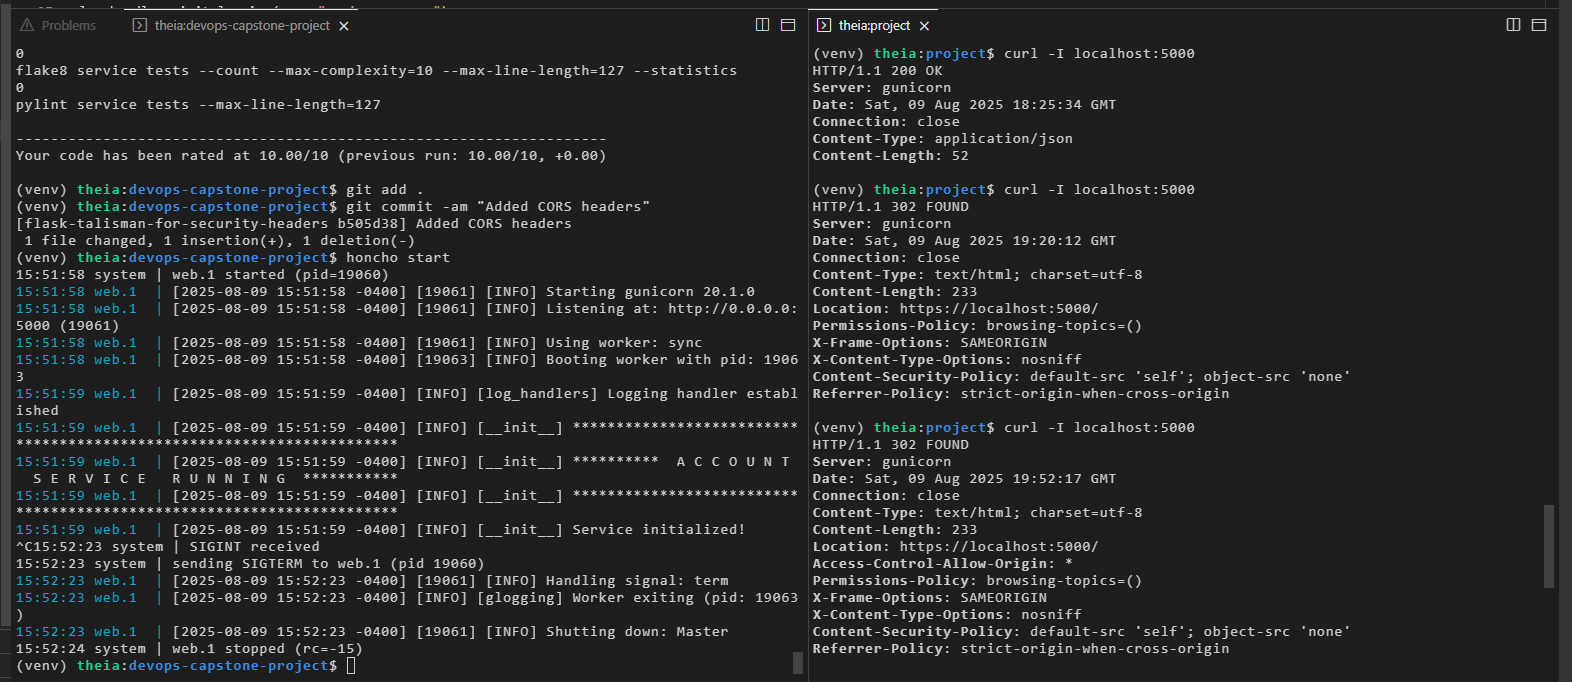 Problems
theia:devops-capstone-project
0
flake8 service tests --count --max-complexity=10 --max-line-length=127 --statistics
0
pylint service tests --max-line-length=127
--------------------------------------------------------------------
Your code has been rated at 10.00/10 (previous run: 10.00/10, +0.00)
(venv) theia:devops-capstone-project$ git add .
(venv) theia:devops-capstone-project$ git commit -am "Added CORS headers"
[flask-talisman-for-security-headers b505d38] Added CORS headers
 1 file changed, 1 insertion(+), 1 deletion(-)
(venv) theia:devops-capstone-project$ honcho start
15:51:58 system | web.1 started (pid=19060)
15:51:58 web.1  | [2025-08-09 15:51:58 -0400] [19061] [INFO] Starting gunicorn 20.1.0
15:51:58 web.1  | [2025-08-09 15:51:58 -0400] [19061] [INFO] Listening at: http://0.0.0.0:
5000 (19061)
15:51:58 web.1  | [2025-08-09 15:51:58 -0400] [19061] [INFO] Using worker: sync
15:51:58 web.1  | [2025-08-09 15:51:58 -0400] [19063] [INFO] Booting worker with pid: 1906
3
15:51:59 web.1  | [2025-08-09 15:51:59 -0400] [INFO] [log_handlers] Logging handler establ
ished
15:51:59 web.1  | [2025-08-09 15:51:59 -0400] [INFO] [__init__] **************************
********************************************
15:51:59 web.1  | [2025-08-09 15:51:59 -0400] [INFO] [__init__] **********  A C C O U N T
  S E R V I C E   R U N N I N G  ***********
15:51:59 web.1  | [2025-08-09 15:51:59 -0400] [INFO] [__init__] **************************
********************************************
15:51:59 web.1  | [2025-08-09 15:51:59 -0400] [INFO] [__init__] Service initialized!
^C15:52:23 system | SIGINT received
15:52:23 system | sending SIGTERM to web.1 (pid 19060)
15:52:23 web.1  | [2025-08-09 15:52:23 -0400] [19061] [INFO] Handling signal: term
15:52:23 web.1  | [2025-08-09 15:52:23 -0400] [INFO] [glogging] Worker exiting (pid: 19063
)
15:52:23 web.1  | [2025-08-09 15:52:23 -0400] [19061] [INFO] Shutting down: Master
15:52:24 system | web.1 stopped (rc=-15)
(venv) theia:devops-capstone-project$
theia:project
(venv) theia:project$ curl -I localhost:5000
HTTP/1.1 200 OK
Server: gunicorn
Date: Sat, 09 Aug 2025 18:25:34 GMT
Connection: close
Content-Type: application/json
Content-Length: 52
(venv) theia:project$ curl -I localhost:5000
HTTP/1.1 302 FOUND
Server: gunicorn
Date: Sat, 09 Aug 2025 19:20:12 GMT
Connection: close
Content-Type: text/html; charset=utf-8
Content-Length: 233
Location: https://localhost:5000/
Permissions-Policy: browsing-topics=()
X-Frame-Options: SAMEORIGIN
X-Content-Type-Options: nosniff
Content-Security-Policy: default-src 'self'; object-src 'none'
Referrer-Policy: strict-origin-when-cross-origin
(venv) theia:project$ curl -I localhost:5000
HTTP/1.1 302 FOUND
Server: gunicorn
Date: Sat, 09 Aug 2025 19:52:17 GMT
Connection: close
Content-Type: text/html; charset=utf-8
Content-Length: 233
Location: https://localhost:5000/
Access-Control-Allow-Origin: *
Permissions-Policy: browsing-topics=()
X-Frame-Options: SAMEORIGIN
X-Content-Type-Options: nosniff
Content-Security-Policy: default-src 'self'; object-src 'none'
Referrer-Policy: strict-origin-when-cross-origin